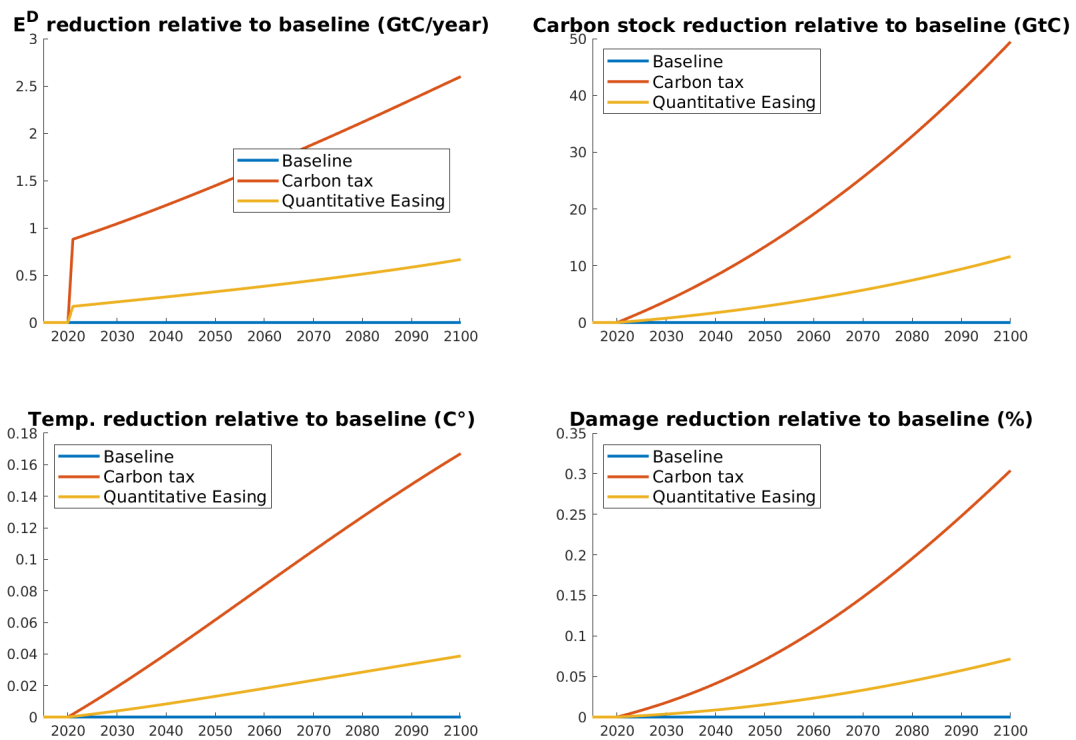 E^D reduction relative to baseline (GtC/year)
3
2.5
2
1.5
1
0.5
0
2020 2030 2040 2050 2060 2070 2080 2090 2100
Baseline
Carbon tax
Quantitative Easing
Carbon stock reduction relative to baseline (GtC)
50
40
30
20
10
0
2020 2030 2040 2050 2060 2070 2080 2090 2100
Baseline
Carbon tax
Quantitative Easing
Temp. reduction relative to baseline (C°)
0.18
0.16
0.14
0.12
0.1
0.08
0.06
0.04
0.02
0
2020 2030 2040 2050 2060 2070 2080 2090 2100
Baseline
Carbon tax
Quantitative Easing
Damage reduction relative to baseline (%)
0.35
0.3
0.25
0.2
0.15
0.1
0.05
0
2020 2030 2040 2050 2060 2070 2080 2090 2100
Baseline
Carbon tax
Quantitative Easing